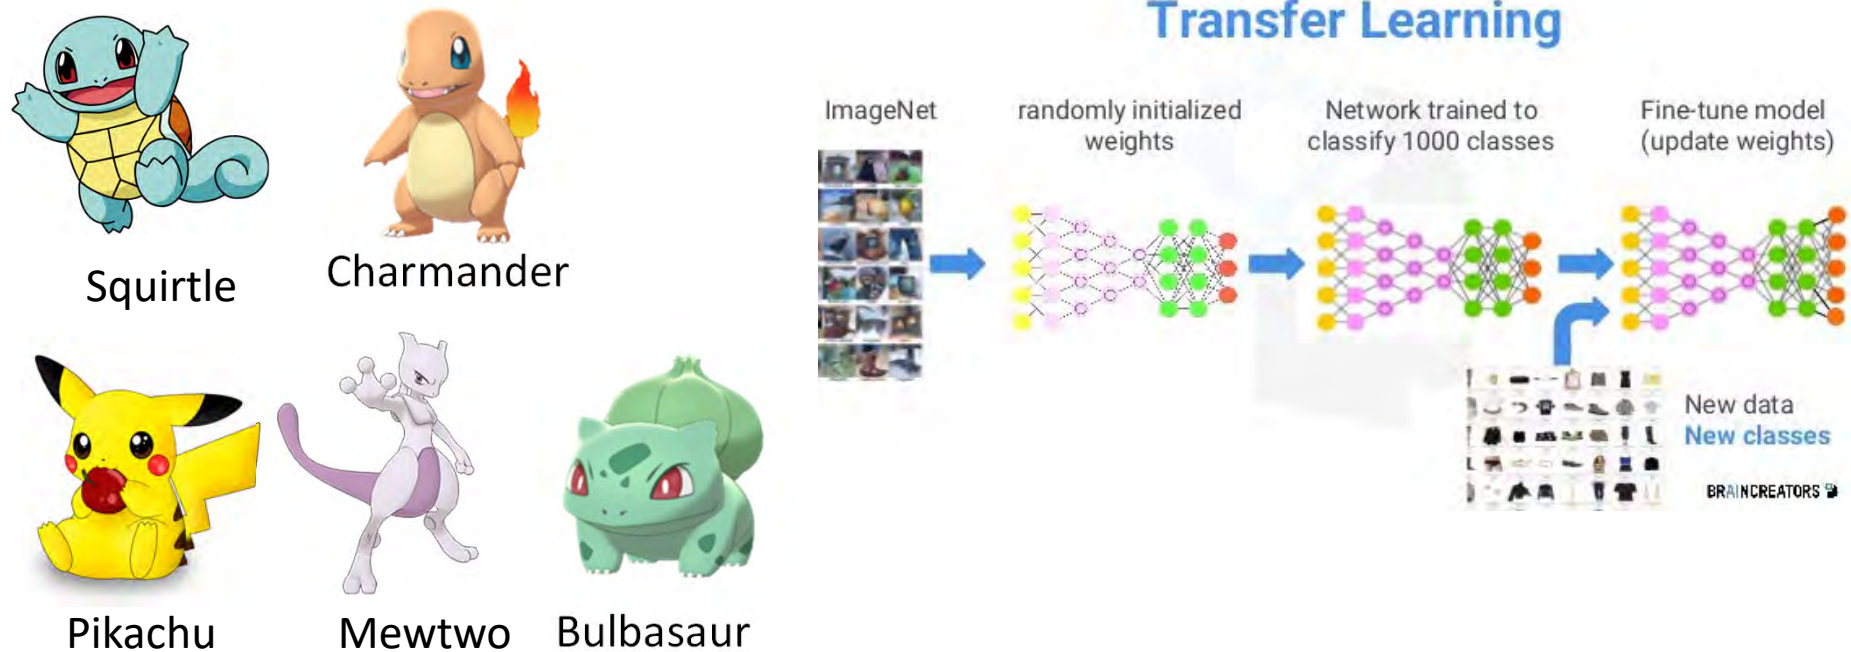 Squirtle
Charmander
Pikachu
Mewtwo
Bulbasaur
Transfer Learning
ImageNet
randomly initialized
weights
Network trained to
classify 1000 classes
Fine-tune model
(update weights)
New data
New classes
BRAINCREATORS